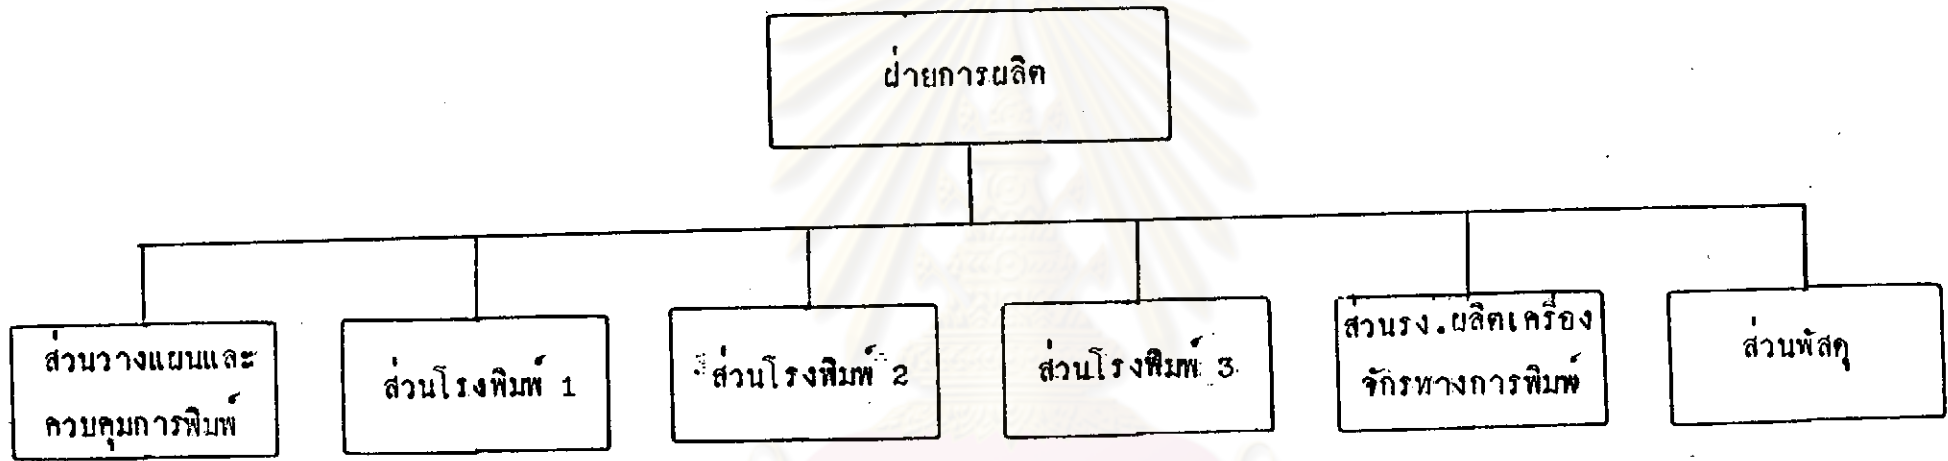 ฝ่ายการผลิต
ส่วนวางแผนและ
ควบคุมการพิมพ์
ส่วนโรงพิมพ์ 1
ส่วนโรงพิมพ์ 2
ส่วนโรงพิมพ์ 3
ส่วนรง.ผลิตเครื่อง
จักรทางการพิมพ์
ส่วนพัสดุ